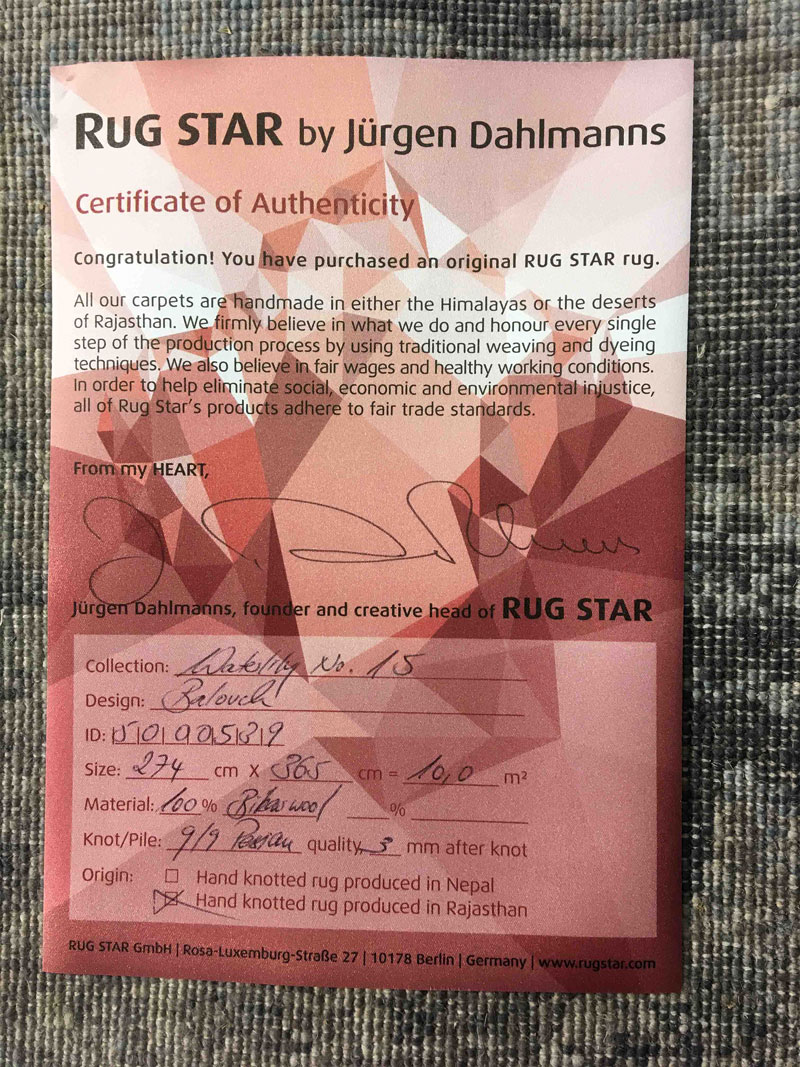 RUG STAR by Jürgen Dahlmanns
Certificate of Authenticity
Congratulation! You have purchased an original RUG STAR rug.
All our carpets are handmade in either the Himalayas or the deserts
of Rajasthan. We firmly believe in what we do and honour every single
step of the production process by using traditional weaving and dyeing
techniques. We also believe in fair wages and healthy working conditions.
In order to help eliminate social, economic and environmental injustice,
all of Rug Star's products adhere to fair trade standards.
From my HEART,
Jürgen Dahlmanns, founder and creative head of RUG STAR
Collection: Waterlily No. 15
Design: Balouch
ID:
Size: 274 cm X 365 cm = 10,0 m²
Material: 100 % % 
Knot/Pile: 9/9 Persian quality, 3 mm after knot
Origin: Hand knotted rug produced in Nepal
Hand knotted rug produced in Rajasthan
RUG STAR GmbH | Rosa-Luxemburg-Straße 27 | 10178 Berlin | Germany | www.rugstar.com